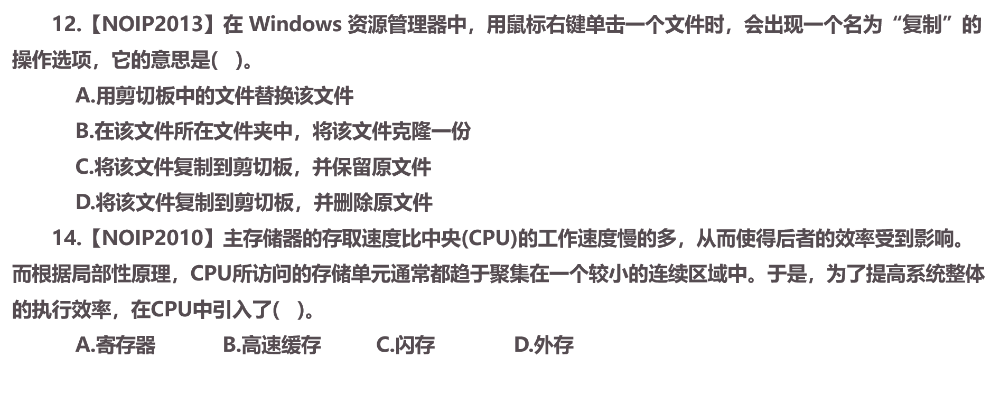 12.【NOIP2013】在 Windows 资源管理器中，用鼠标右键单击一个文件时，会出现一个名为“复制”的
操作选项，它的意思是( )。
A.用剪切板中的文件替换该文件
B.在该文件所在文件夹中，将该文件克隆一份
C.将该文件复制到剪切板，并保留原文件
D.将该文件复制到剪切板，并删除原文件
14.【NOIP2010】主存储器的存取速度比中央(CPU)的工作速度慢的多，从而使得后者的效率受到影响。
而根据局部性原理，CPU所访问的存储单元通常都趋于聚集在一个较小的连续区域中。于是，为了提高系统整体
的执行效率，在CPU中引入了( )。
A.寄存器 B.高速缓存 C.闪存 D.外存